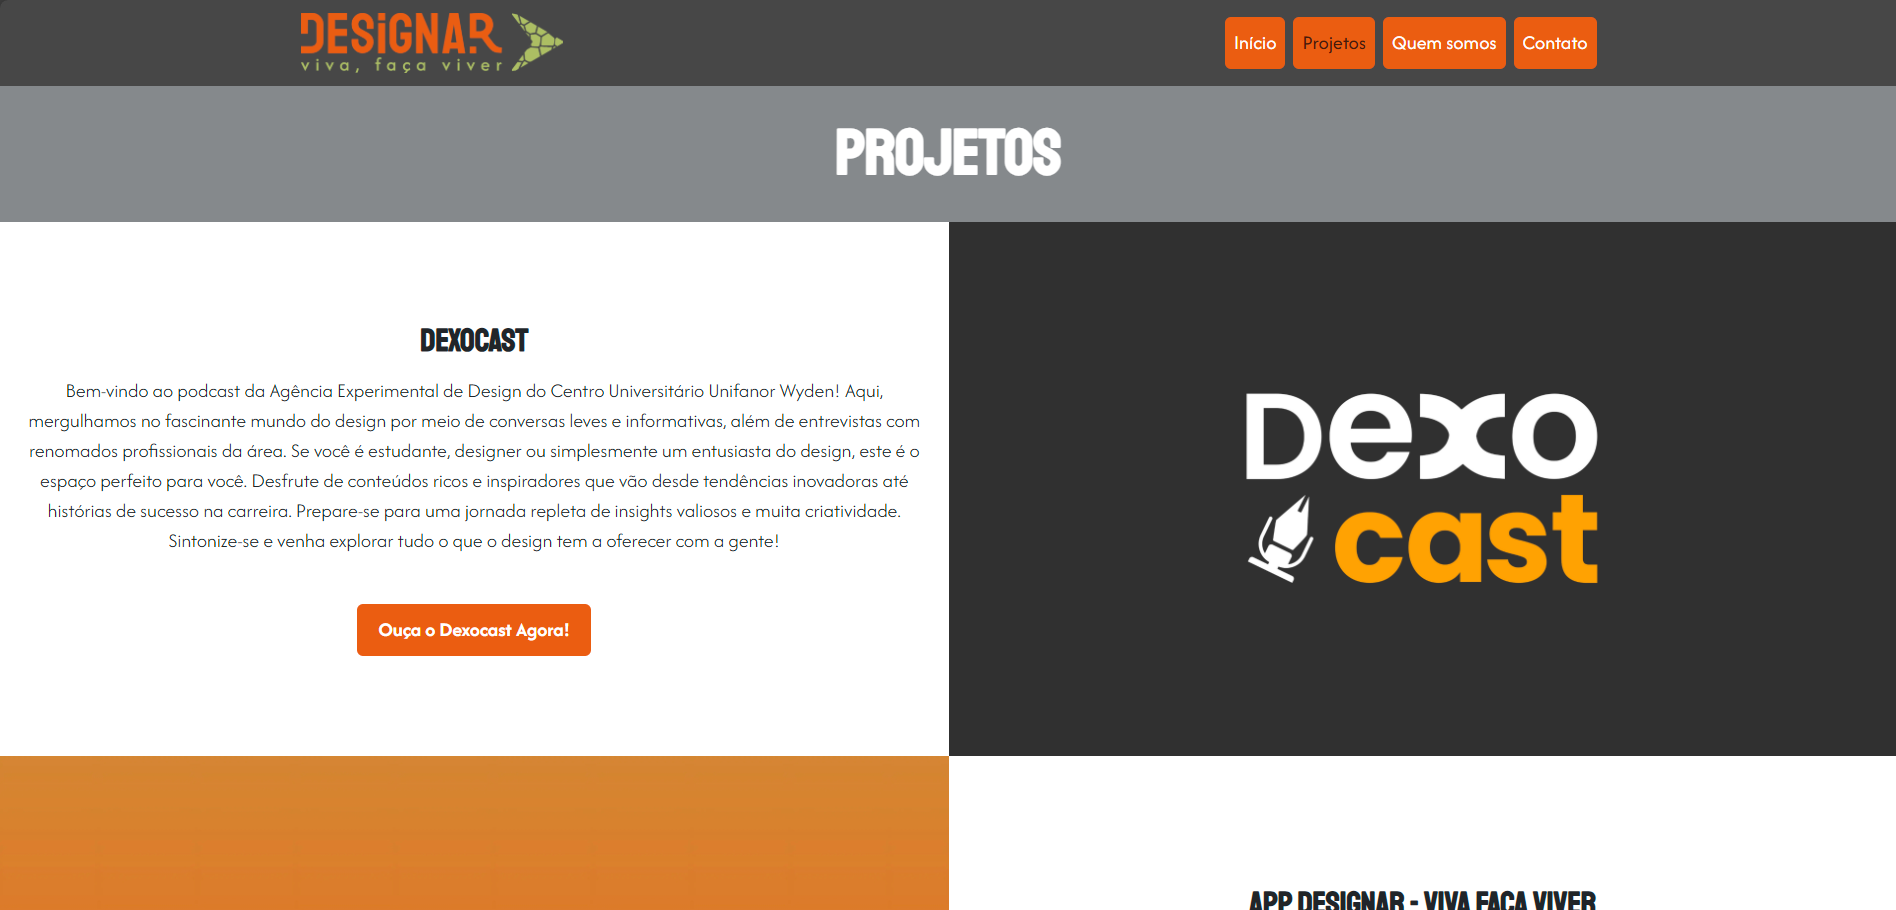 DESIGNAR
viva, faça viver
Início
Projetos
Quem somos
Contato
PROJETOS
DEXOCAST
Bem-vindo ao podcast da Agência Experimental de Design do Centro Universitário Unifanor Wyden! Aqui,
mergulhamos no fascinante mundo do design por meio de conversas leves e informativas, além de entrevistas com
renomados profissionais da área. Se você é estudante, designer ou simplesmente um entusiasta do design, este é o
espaço perfeito para você. Desfrute de conteúdos ricos e inspiradores que vão desde tendências inovadoras até
histórias de sucesso na carreira. Prepare-se para uma jornada repleta de insights valiosos e muita criatividade.
Sintonize-se e venha explorar tudo o que o design tem a oferecer com a gente!
Ouça o Dexocast Agora!
Dexo
cast
APP DESIGNAR - VIVA FAÇA VIVER